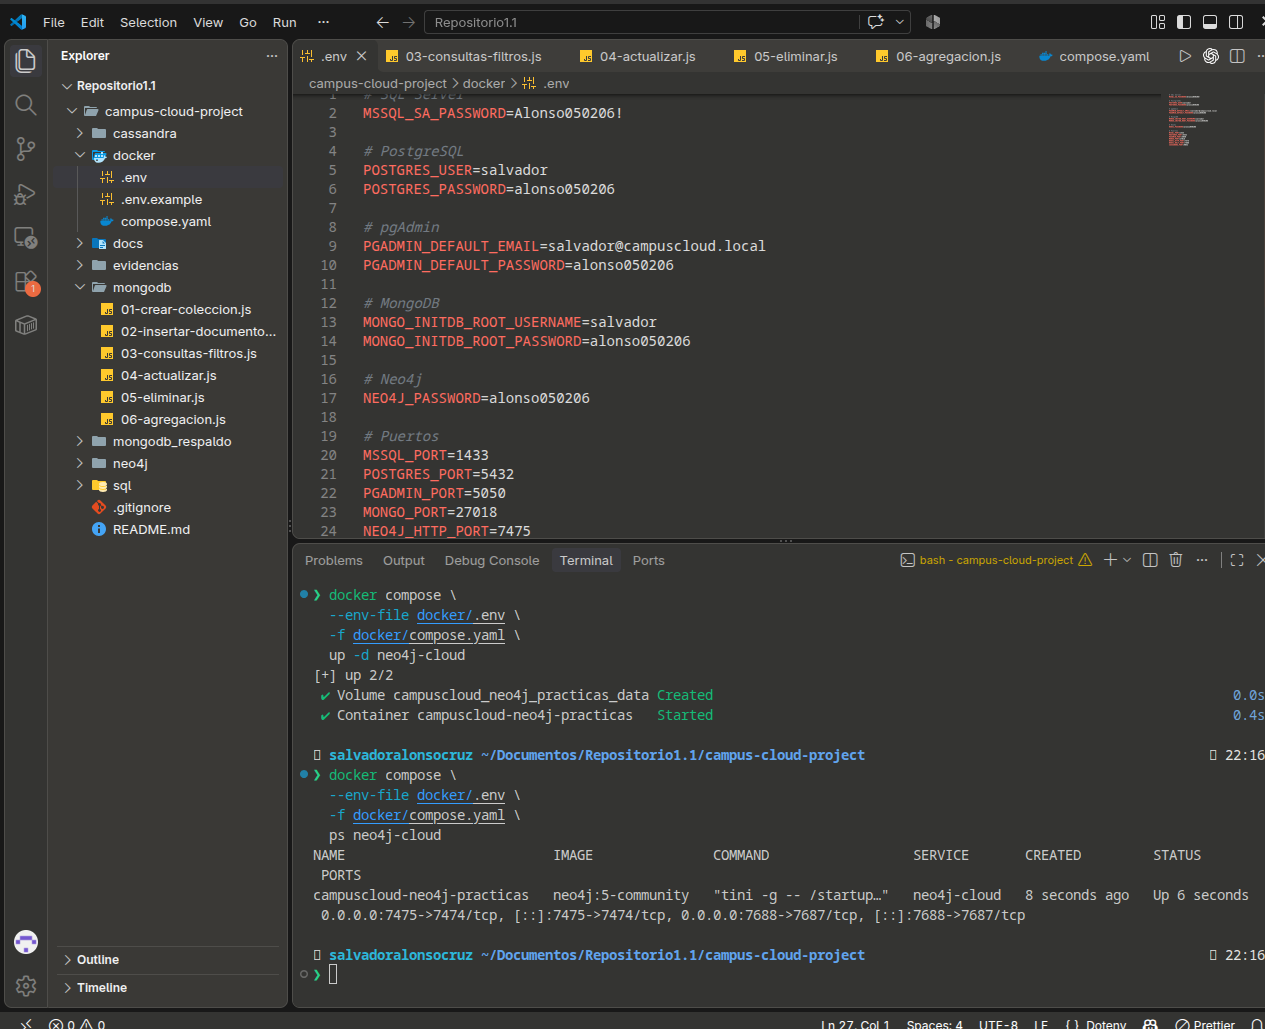 File Edit Selection View Go Run ··· Repositorio1.1
Explorer ···
Repositorio1.1
campus-cloud-project
cassandra
docker
.env
.env.example
compose.yaml
docs
evidencias
mongodb
01-crear-coleccion.js
02-insertar-documento...
03-consultas-filtros.js
04-actualizar.js
05-eliminar.js
06-agregacion.js
mongodb_respaldo
neo4j
sql
.gitignore
README.md
Outline
Timeline
1
.env 03-consultas-filtros.js 04-actualizar.js 05-eliminar.js 06-agregacion.js compose.yaml
campus-cloud-project > docker > .env
1 # SQL Server
2 MSSQL_SA_PASSWORD=Alonso050206!
3
4 # PostgreSQL
5 POSTGRES_USER=salvador
6 POSTGRES_PASSWORD=alonso050206
7
8 # pgAdmin
9 PGADMIN_DEFAULT_EMAIL=salvador@campuscloud.local
10 PGADMIN_DEFAULT_PASSWORD=alonso050206
11
12 # MongoDB
13 MONGO_INITDB_ROOT_USERNAME=salvador
14 MONGO_INITDB_ROOT_PASSWORD=alonso050206
15
16 # Neo4j
17 NEO4J_PASSWORD=alonso050206
18
19 # Puertos
20 MSSQL_PORT=1433
21 POSTGRES_PORT=5432
22 PGADMIN_PORT=5050
23 MONGO_PORT=27018
24 NEO4J_HTTP_PORT=7475
Problems Output Debug Console Terminal Ports bash - campus-cloud-project
❯ docker compose \
--env-file docker/.env \
-f docker/compose.yaml \
up -d neo4j-cloud
[+] up 2/2
✔ Volume campuscloud_neo4j_practicas_data Created 0.0s
✔ Container campuscloud-neo4j-practicas Started 0.4s
salvadoralonsocruz ~/Documentos/Repositorio1.1/campus-cloud-project 22:16
❯ docker compose \
--env-file docker/.env \
-f docker/compose.yaml \
ps neo4j-cloud
NAME IMAGE COMMAND SERVICE CREATED STATUS
PORTS
campuscloud-neo4j-practicas neo4j:5-community "tini -g -- /startup…" neo4j-cloud 8 seconds ago Up 6 seconds
0.0.0.0:7475->7474/tcp, [::]:7475->7474/tcp, 0.0.0.0:7688->7687/tcp, [::]:7688->7687/tcp
salvadoralonsocruz ~/Documentos/Repositorio1.1/campus-cloud-project 22:16
❯
0 0 Ln 27, Col 1 Spaces: 4 UTF-8 LF { } Dotenv Prettier